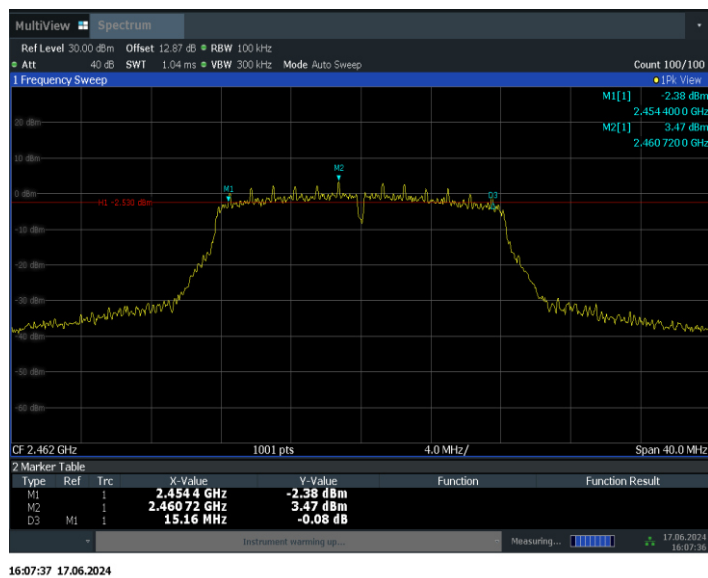 MultiView Spectrum
Ref Level 30.00 dBm Offset 12.87 dB RBW 100 kHz
Att 40 dB SWT 1.04 ms VBW 300 kHz Mode Auto Sweep Count 100/100
1 Frequency Sweep 1Pk View
M1[1] -2.38 dBm
2.454 400 0 GHz
M2[1] 3.47 dBm
2.460 720 0 GHz
20 dBm
10 dBm
M2
M1
0 dBm
D3
H1 -2.530 dBm
-10 dBm
-20 dBm
-30 dBm
-40 dBm
-50 dBm
-60 dBm
CF 2.462 GHz 1001 pts 4.0 MHz/ Span 40.0 MHz
2 Marker Table
Type Ref Trc X-Value Y-Value Function Function Result
M1 1 2.454 4 GHz -2.38 dBm
M2 1 2.460 72 GHz 3.47 dBm
D3 M1 1 15.16 MHz -0.08 dB
Instrument warming up... Measuring... 17.06.2024
16:07:36
16:07:37 17.06.2024